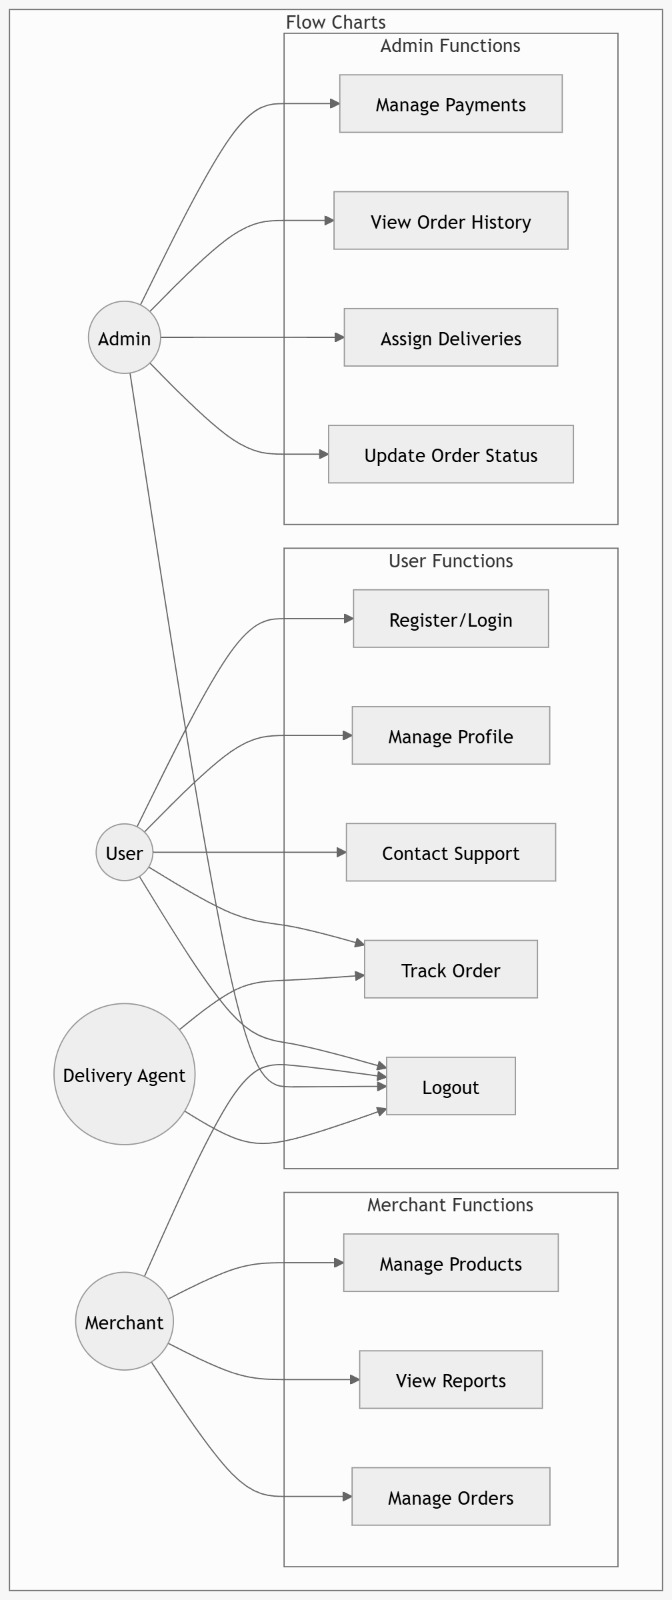 Flow Charts
Admin Functions
Manage Payments
View Order History
Admin
Assign Deliveries
Update Order Status
User Functions
Register/Login
Manage Profile
User
Contact Support
Track Order
Delivery Agent
Logout
Merchant Functions
Manage Products
Merchant
View Reports
Manage Orders